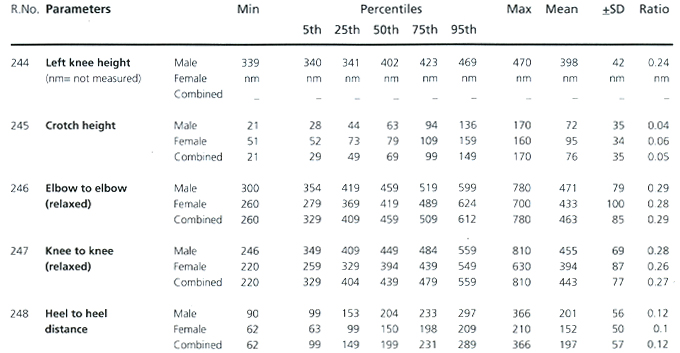 R.No. Parameters Min Percentiles Max Mean ±SD Ratio
5th 25th 50th 75th 95th
244 Left knee height Male 339 340 341 402 423 469 470 398 42 0.24
(nm= not measured) Female nm nm nm nm nm nm nm nm nm nm
Combined _ _ _ _ _ _ _ _ _ _
245 Crotch height Male 21 28 44 63 94 136 170 72 35 0.04
Female 51 52 73 79 109 159 160 95 34 0.06
Combined 21 29 49 69 99 149 170 76 35 0.05
246 Elbow to elbow Male 300 354 419 459 519 599 780 471 79 0.29
(relaxed) Female 260 279 369 419 489 624 700 433 100 0.28
Combined 260 329 409 459 509 612 780 463 85 0.29
247 Knee to knee Male 246 349 409 449 484 559 810 455 69 0.28
(relaxed) Female 220 259 329 394 439 549 630 394 87 0.26
Combined 220 329 404 439 479 559 810 443 77 0.27
248 Heel to heel Male 90 99 153 204 233 297 366 201 56 0.12
distance Female 62 63 99 150 198 209 210 152 50 0.1
Combined 62 99 149 199 231 289 366 197 57 0.12